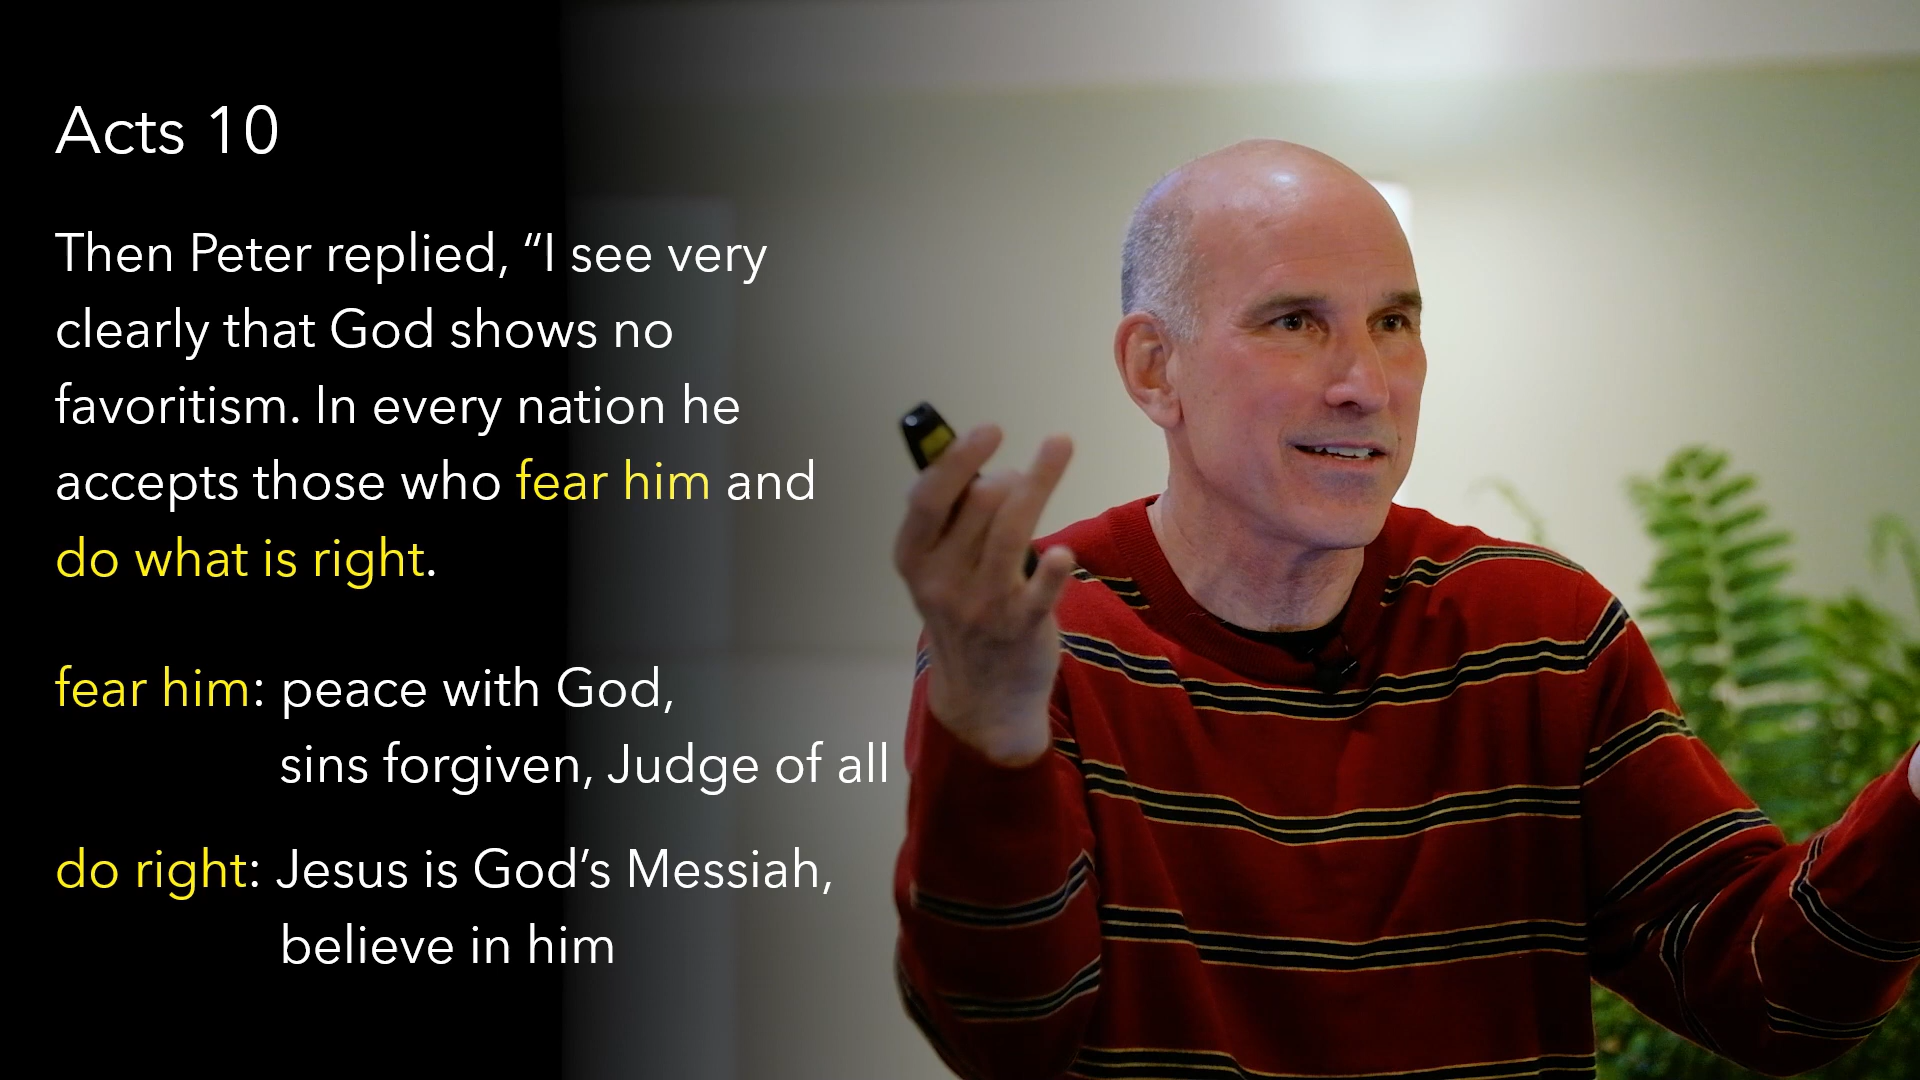 Acts 10
Then Peter replied, “I see very
clearly that God shows no
favoritism. In every nation he
accepts those who fear him and
do what is right.
fear him: peace with God,
sins forgiven, Judge of all
do right: Jesus is God’s Messiah,
believe in him